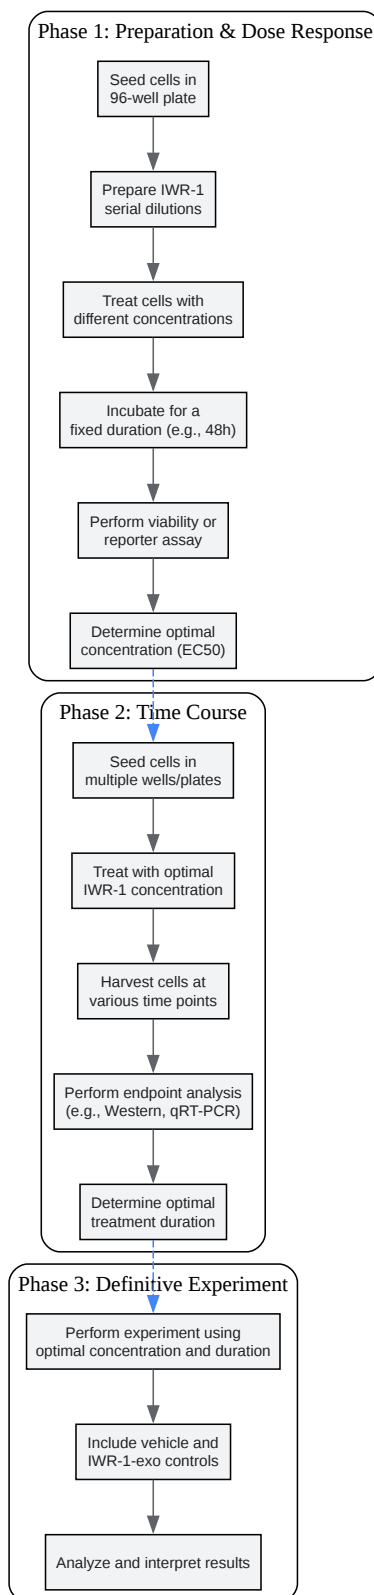 Phase 1: Preparation & Dose Response
Seed cells in
96-well plate
Prepare IWR-1
serial dilutions
Treat cells with
different concentrations
Incubate for a
fixed duration (e.g., 48h)
Perform viability or
reporter assay
Determine optimal
concentration (EC50)
Phase 2: Time Course
Seed cells in
multiple wells/plates
Treat with optimal
IWR-1 concentration
Harvest cells at
various time points
Perform endpoint analysis
(e.g., Western, qRT-PCR)
Determine optimal
treatment duration
Phase 3: Definitive Experiment
Perform experiment using
optimal concentration and duration
Include vehicle and
IWR-1-exo controls
Analyze and interpret results